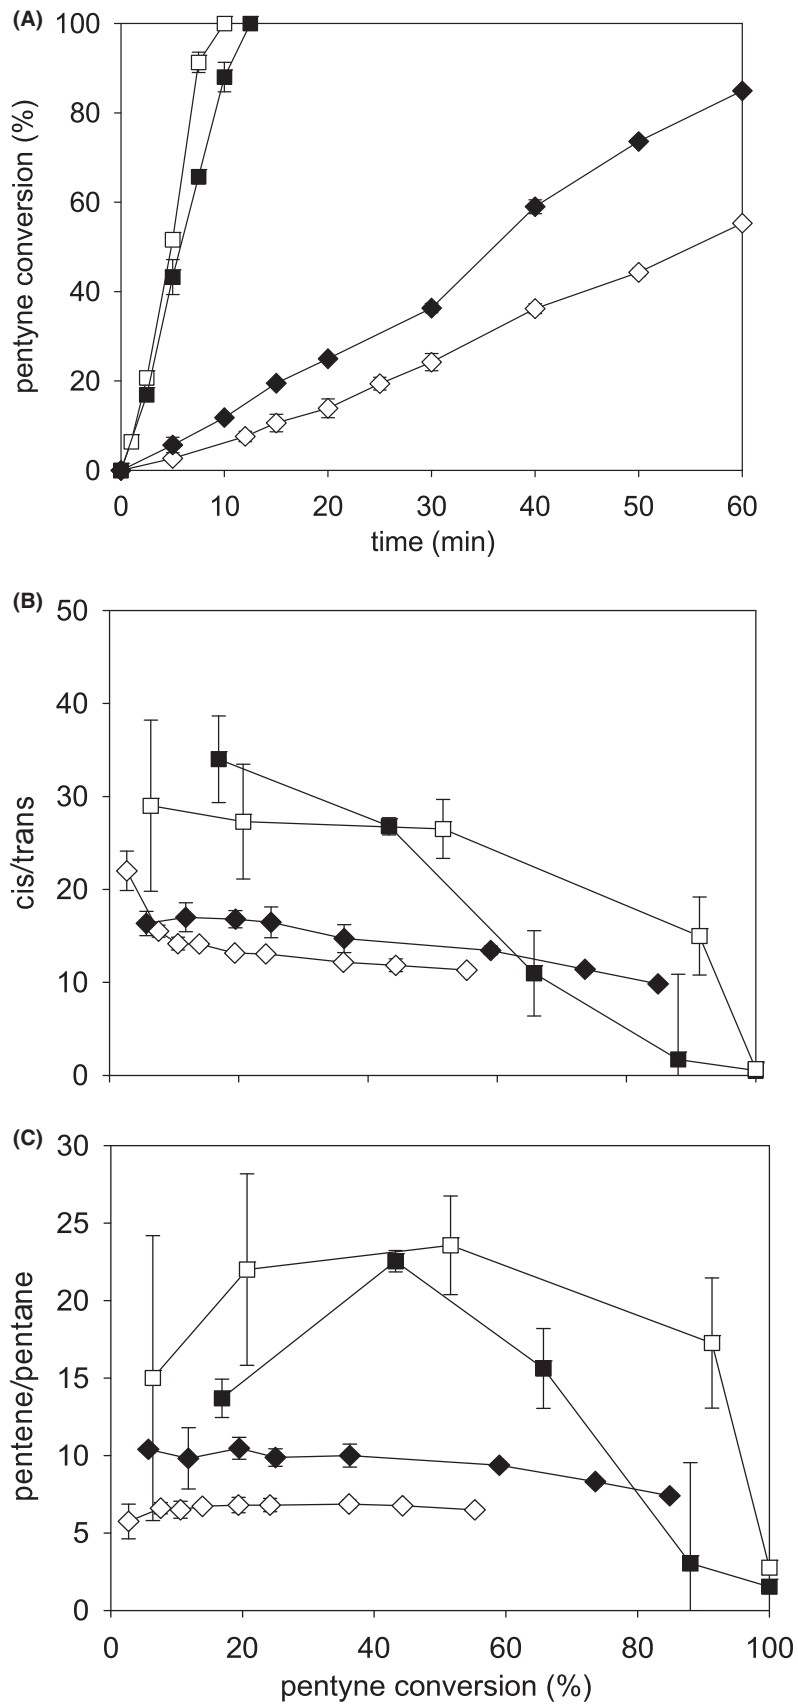 (A)
100
80
60
40
20
0
pentyne conversion (%)
0 10 20 30 40 50 60
time (min)
(B)
50
40
30
20
10
0
cis/trans
(C)
30
25
20
15
10
5
0
pentene/pentane
0 20 40 60 80 100
pentyne conversion (%)